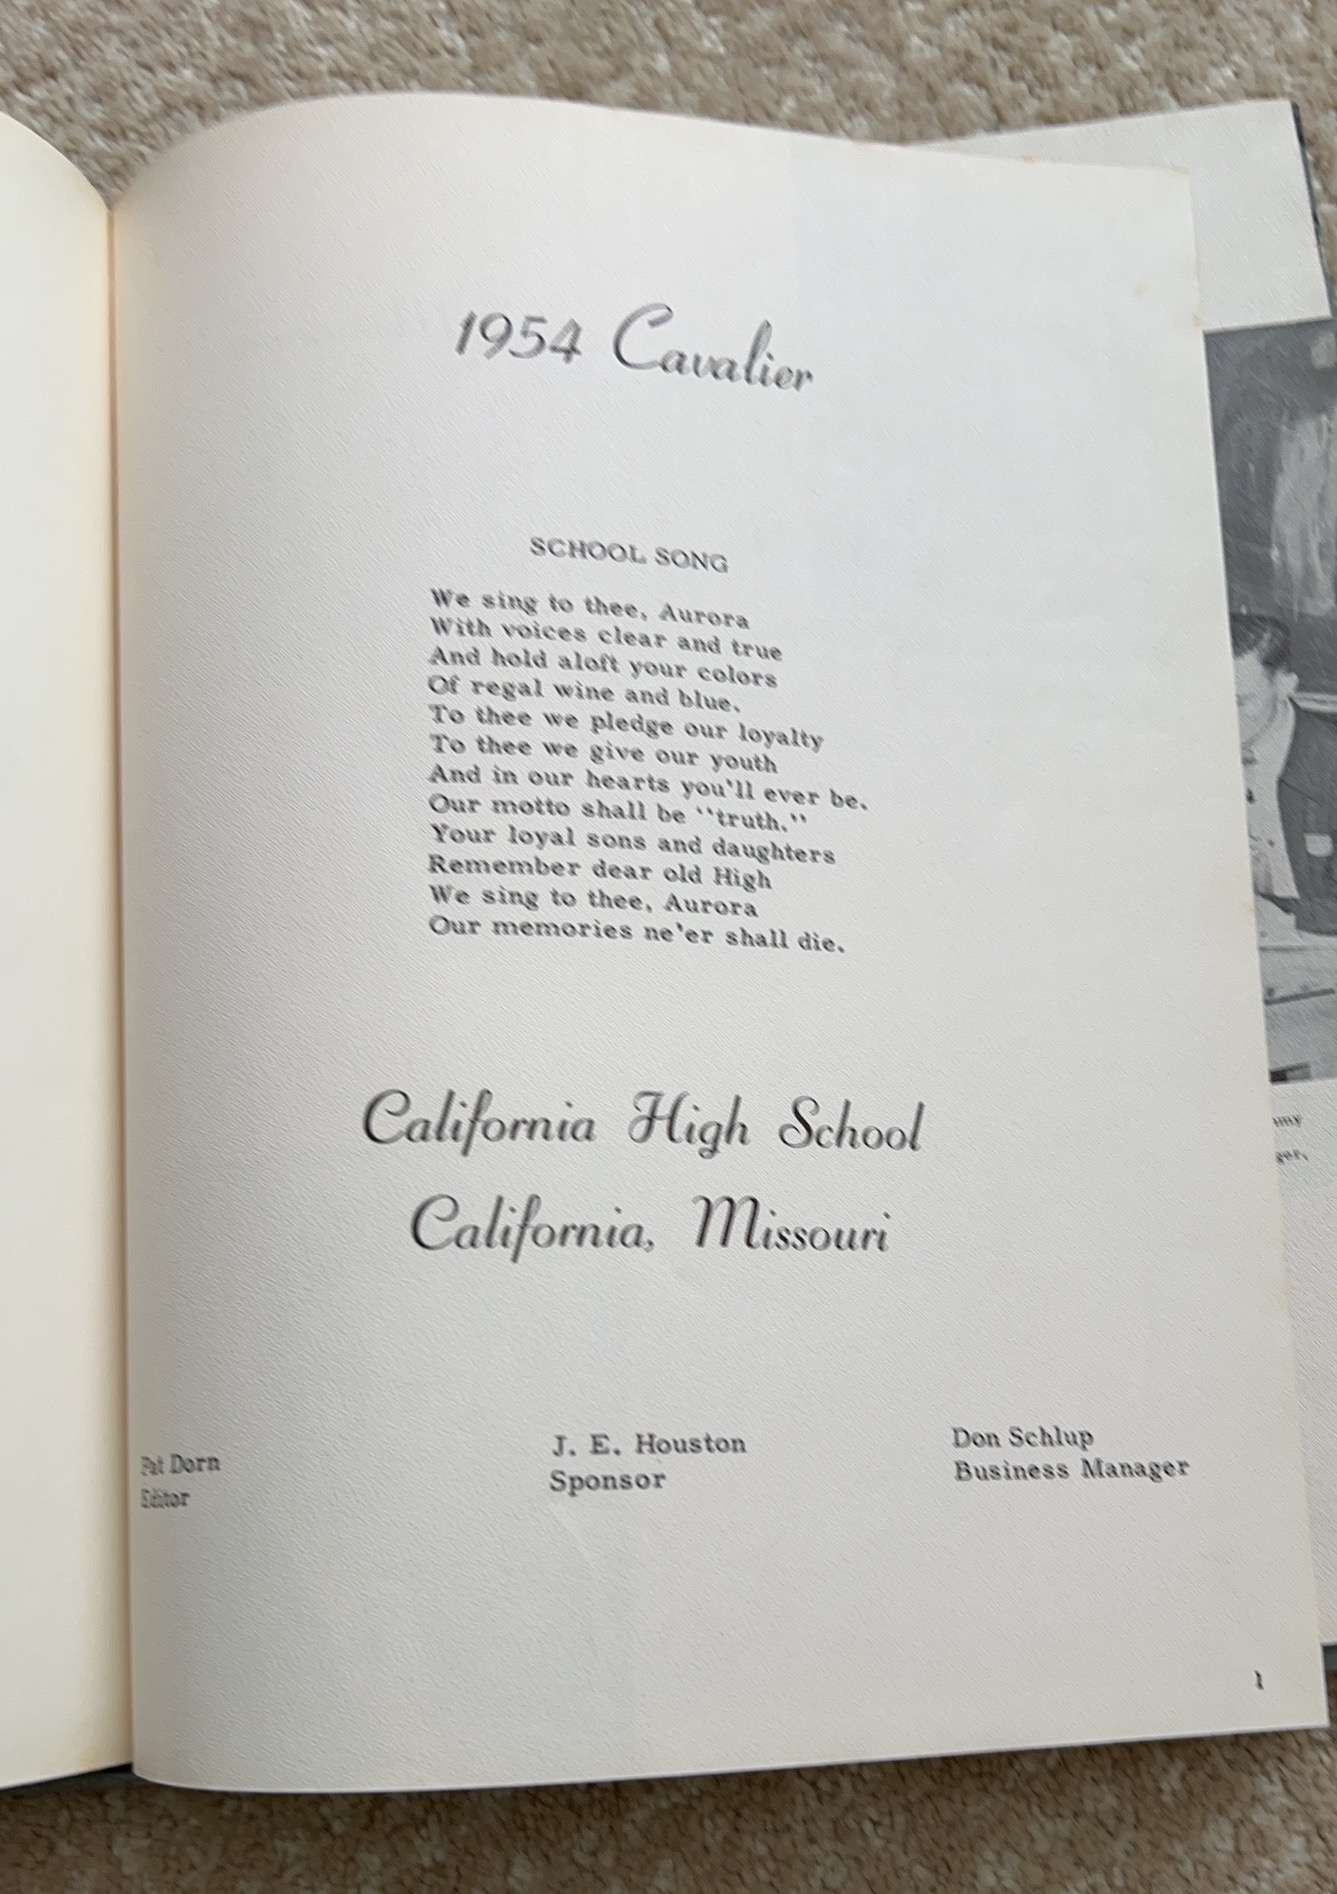 1954 Cavalier
SCHOOL SONG
We sing to thee, Aurora
With voices clear and true
And hold aloft your colors
Of regal wine and blue.
To thee we pledge our loyalty
To thee we give our youth
And in our hearts you'll ever be.
Our motto shall be "truth."
Your loyal sons and daughters
Remember dear old High
We sing to thee, Aurora
Our memories ne'er shall die.
California High School
California, Missouri
Pat Dorn
Editor
J. E. Houston
Sponsor
Don Schlup
Business Manager
1